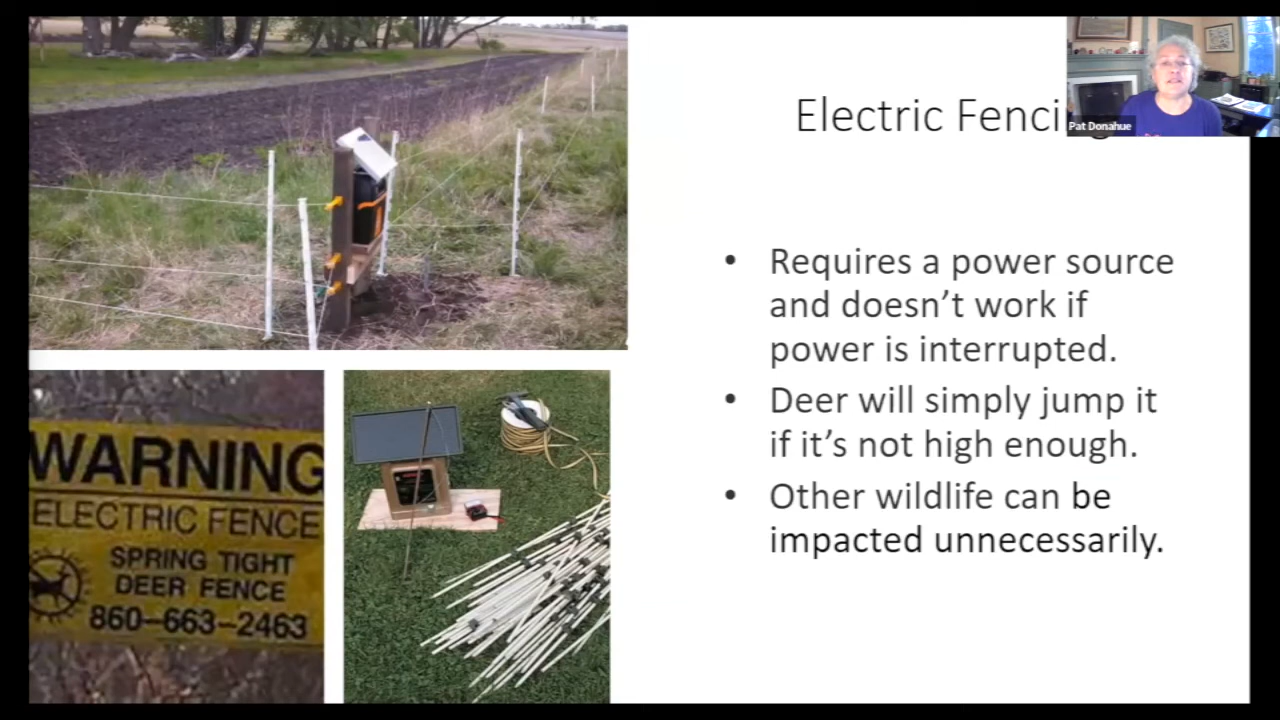 Electric Fenci
Pat Donahue
• Requires a power source
and doesn’t work if
power is interrupted.
• Deer will simply jump it
if it’s not high enough.
• Other wildlife can be
impacted unnecessarily.
WARNING
ELECTRIC FENCE
SPRING TIGHT
DEER FENCE
860-663-2463